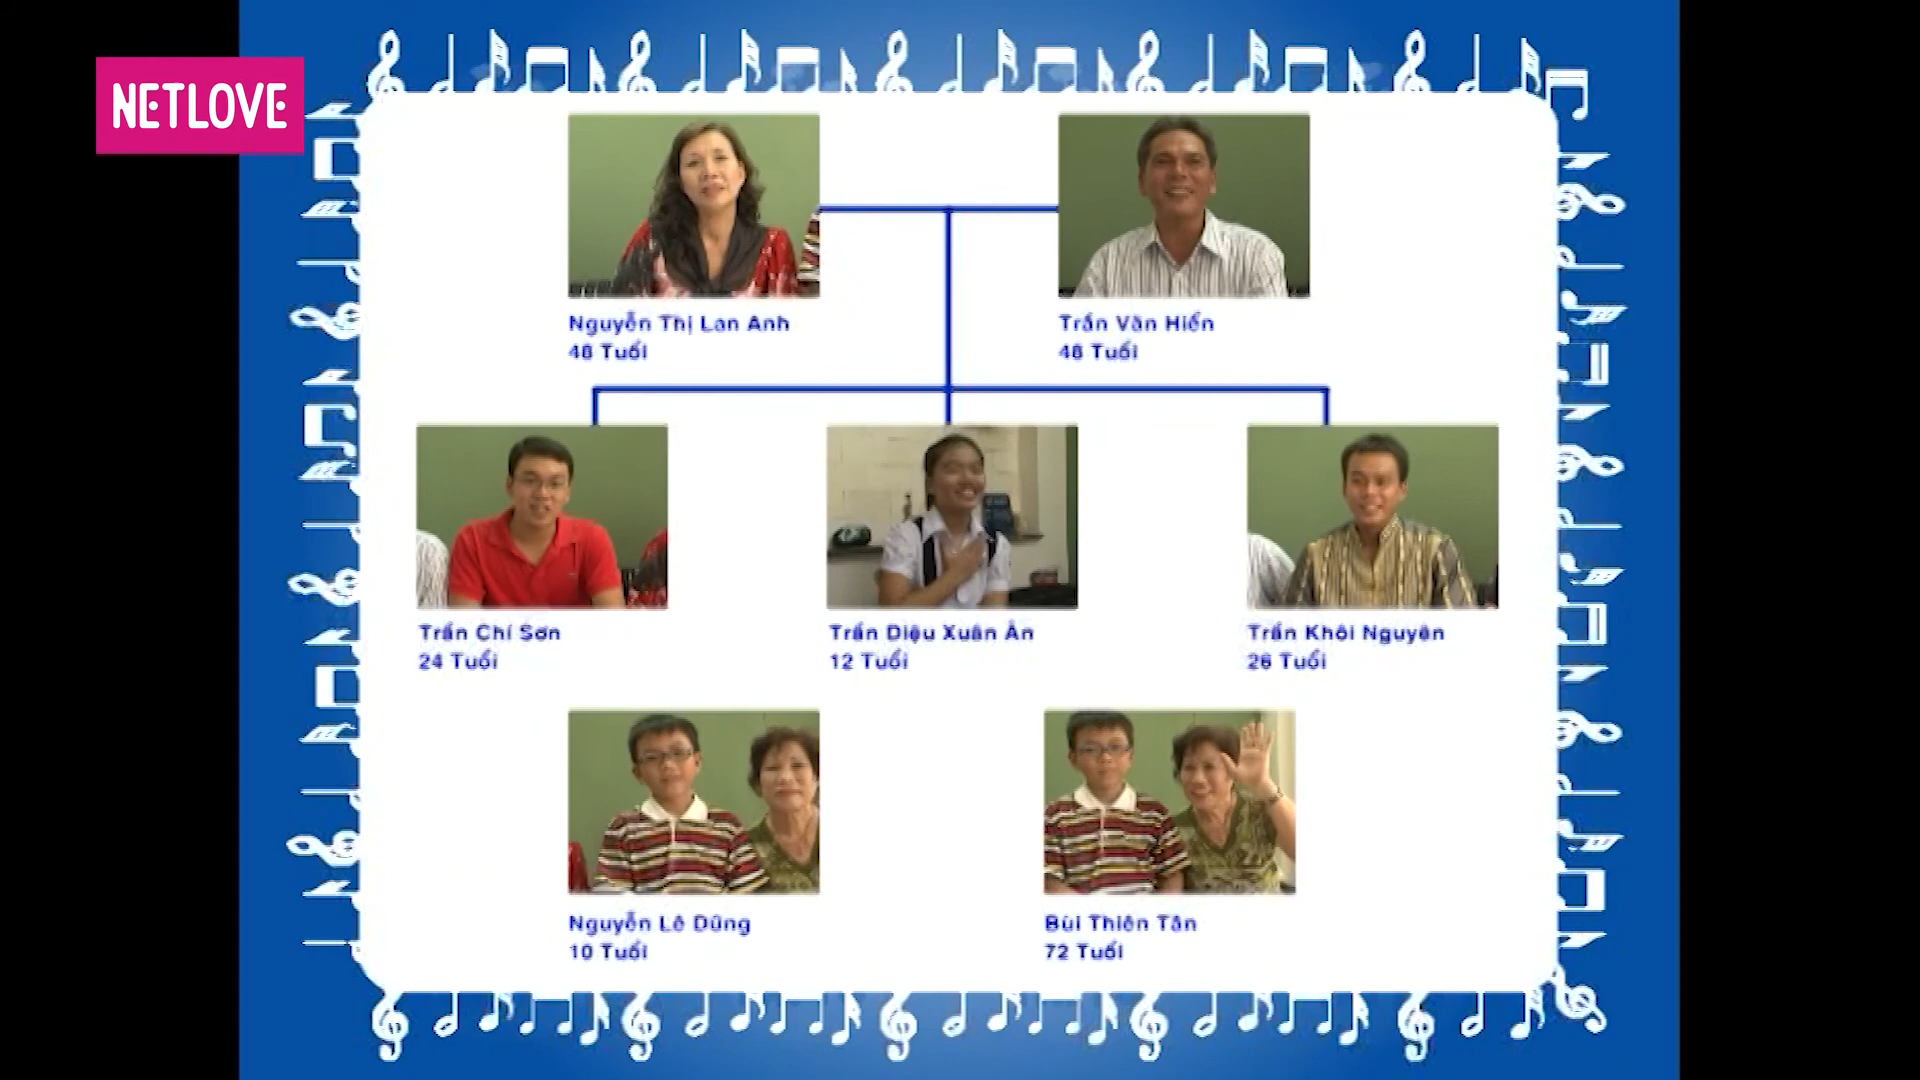 NETLOVE
Nguyễn Thị Lan Anh
48 Tuổi
Trần Văn Hiển
48 Tuổi
Trần Chí Sơn
24 Tuổi
Trần Diệu Xuân Ân
12 Tuổi
Trần Khôi Nguyên
26 Tuổi
Nguyễn Lê Dũng
10 Tuổi
Bùi Thiên Tân
72 Tuổi